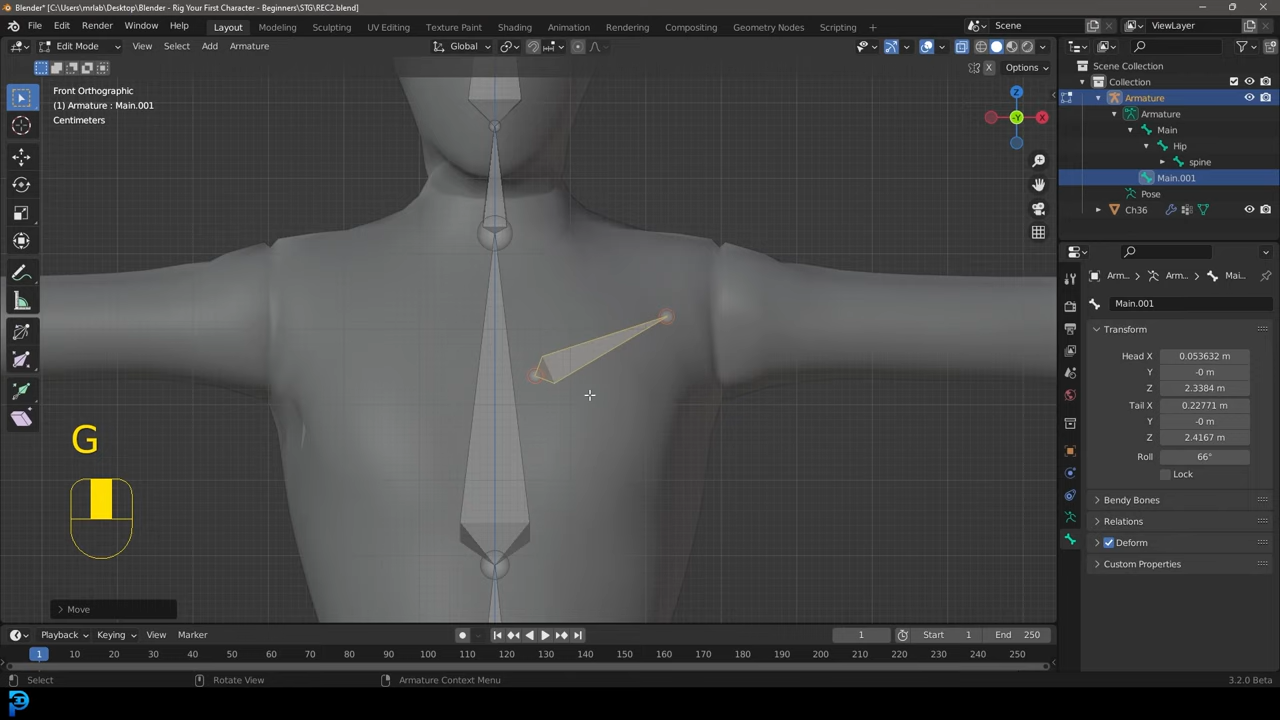 Blender* [C:\Users\mrlab\Desktop\Blender - Rig Your First Character - Beginners\STG\REC2.blend]
File Edit Render Window Help Layout Modeling Sculpting UV Editing Texture Paint Shading Animation Rendering Compositing Geometry Nodes Scripting Scene ViewLayer
Edit Mode View Select Add Armature Global
X Options
Front Orthographic
(1) Armature : Main.001
Centimeters
Z
-Y
X
G
Move
Scene Collection
Collection
Armature
Armature
Main
Hip
spine
Main.001
Pose
Ch36
Arm... > Arm... > Mai...
Main.001
Transform
Head X 0.053632 m
Y -0 m
Z 2.3384 m
Tail X 0.22771 m
Y -0 m
Z 2.4167 m
Roll 66°
Lock
Bendy Bones
Relations
Deform
Custom Properties
Playback Keying View Marker 1 Start 1 End 250
1 10 20 30 40 50 60 70 80 90 100 110 120 130 140 150 160 170 180 190 200 210 220 230 240 250
Select Rotate View Armature Context Menu 3.2.0 Beta